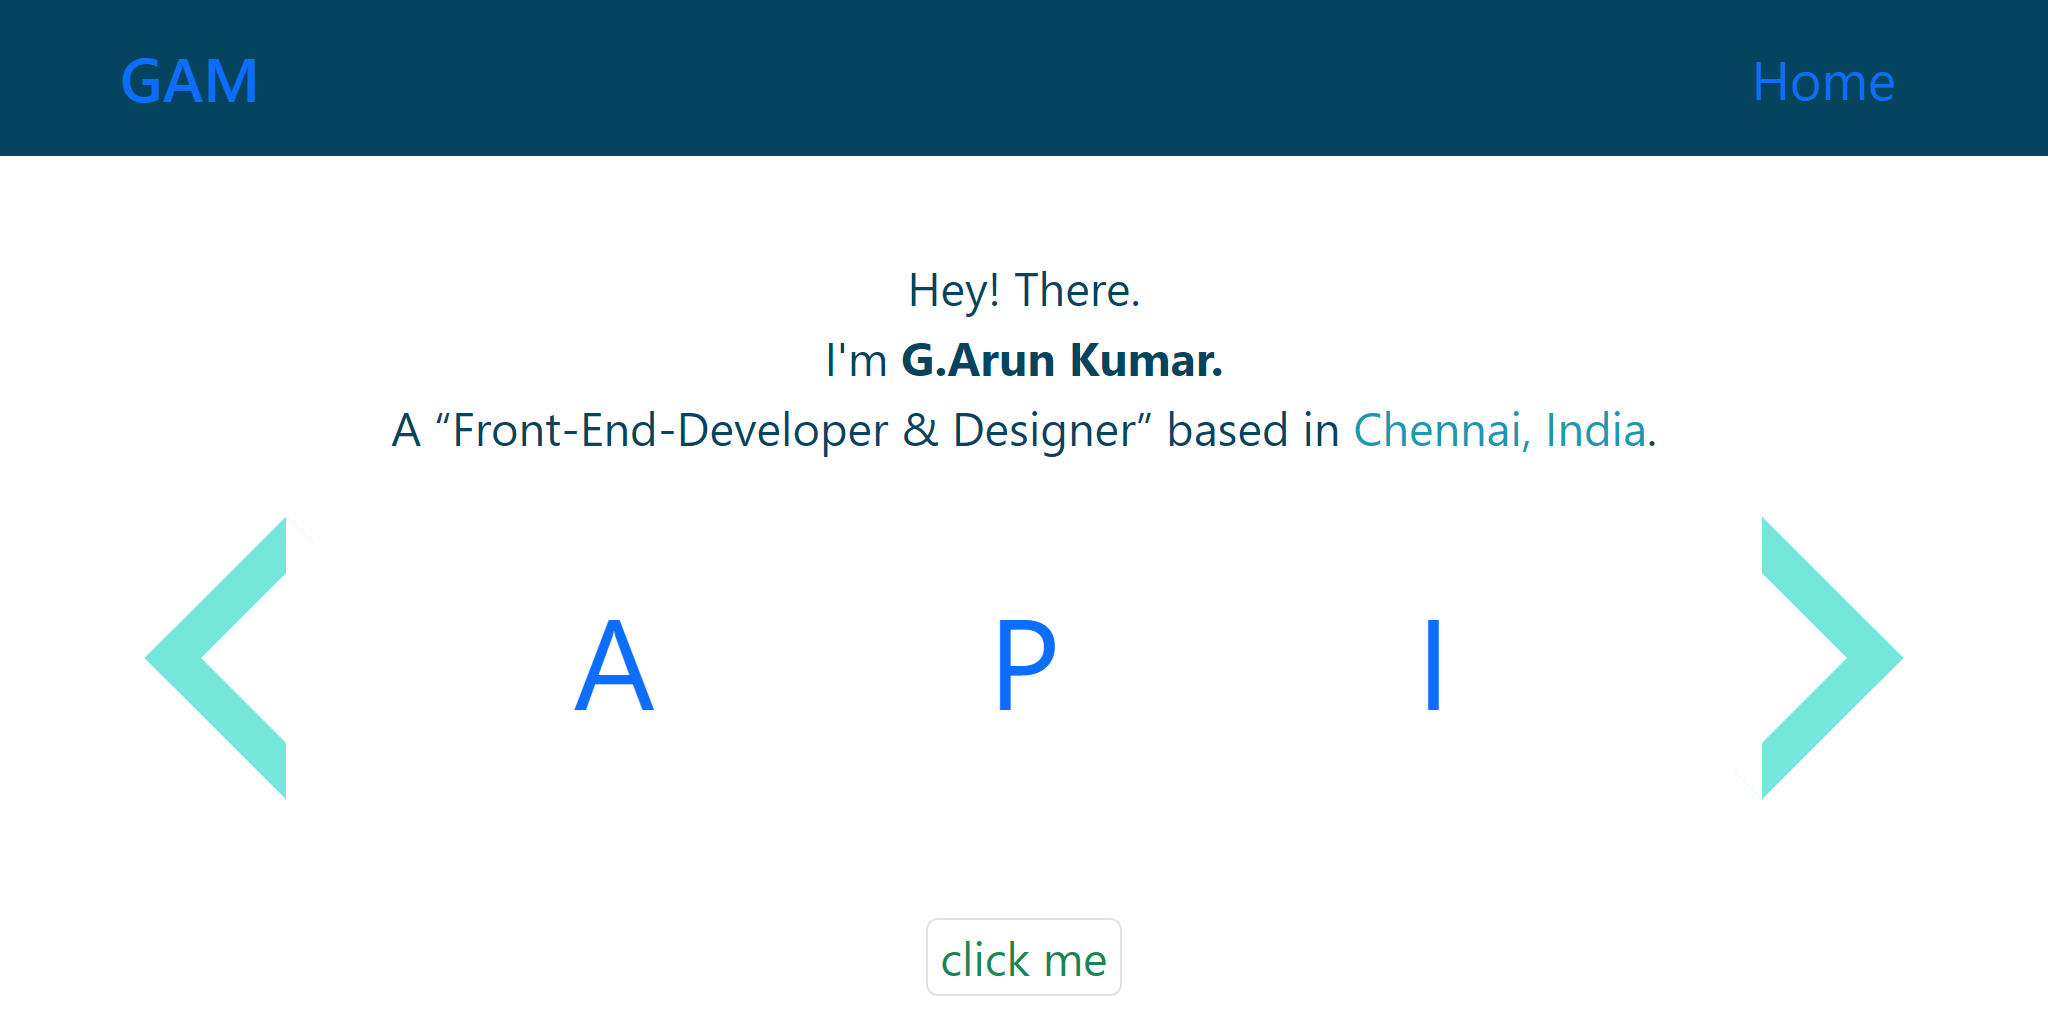 GAM Home
Hey! There.
I'm G.Arun Kumar.
A “Front-End-Developer & Designer” based in Chennai, India.
A P I
click me